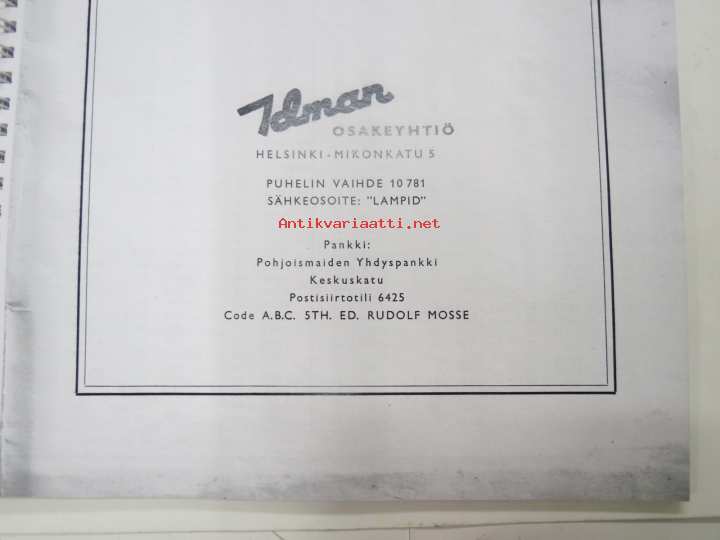 Idman
OSAKEYHTIÖ
HELSINKI - MIKONKATU 5
PUHELIN VAIHDE 10 781
SÄHKEOSOITE: "LAMPID"
Antikvariaatti.net
Pankki:
Pohjoismaiden Yhdyspankki
Keskuskatu
Postisiirtotili 6425
Code A.B.C. 5TH. ED. RUDOLF MOSSE